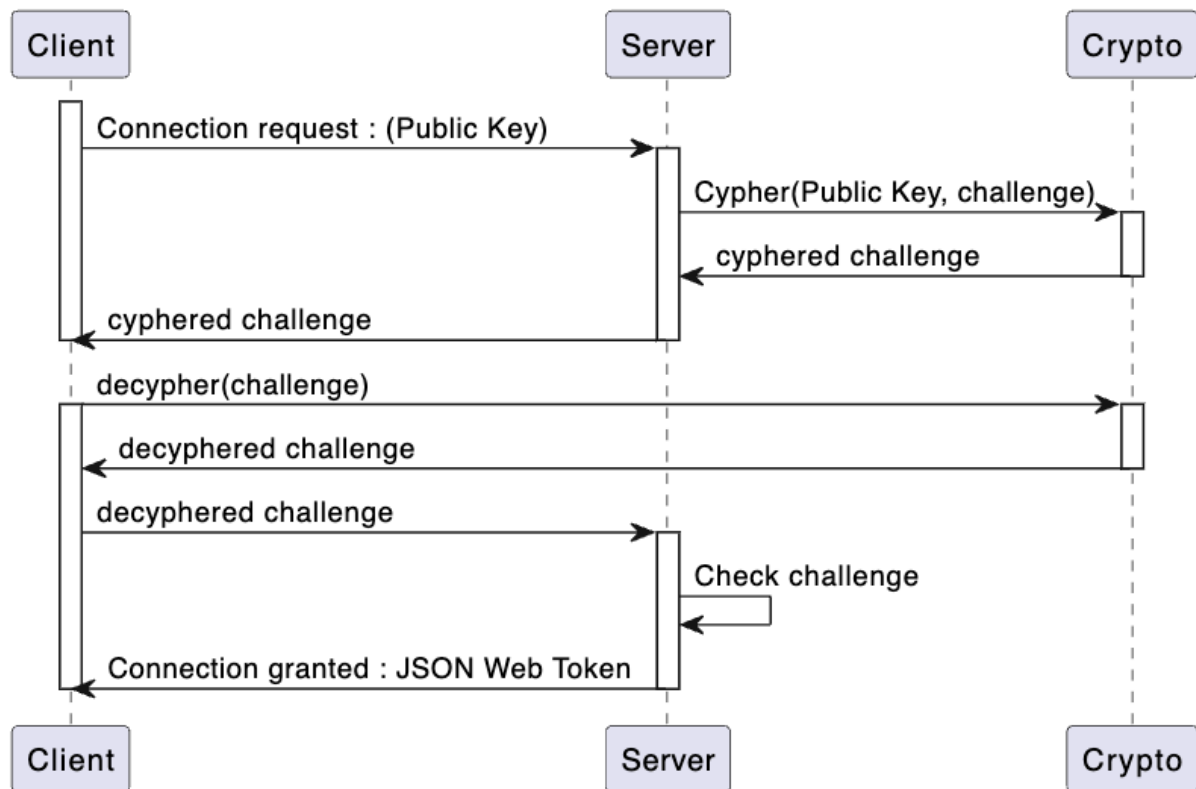 Client
Server
Crypto
Connection request : (Public Key)
Cypher(Public Key, challenge)
cyphered challenge
cyphered challenge
decypher(challenge)
decyphered challenge
decyphered challenge
Check challenge
Connection granted : JSON Web Token
Client
Server
Crypto